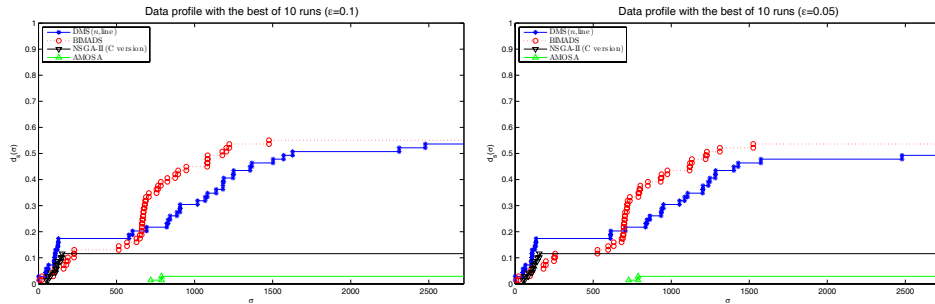 Data profile with the best of 10 runs (ε=0.1)
1
0.9
0.8
0.7
0.6
0.5
0.4
0.3
0.2
0.1
0
d_s(σ)
DMS(n,line)
BIMADS
NSGA-II (C version)
AMOSA
0 500 1000 1500 2000 2500
σ
Data profile with the best of 10 runs (ε=0.05)
1
0.9
0.8
0.7
0.6
0.5
0.4
0.3
0.2
0.1
0
d_s(σ)
DMS(n,line)
BIMADS
NSGA-II (C version)
AMOSA
0 500 1000 1500 2000 2500
σ